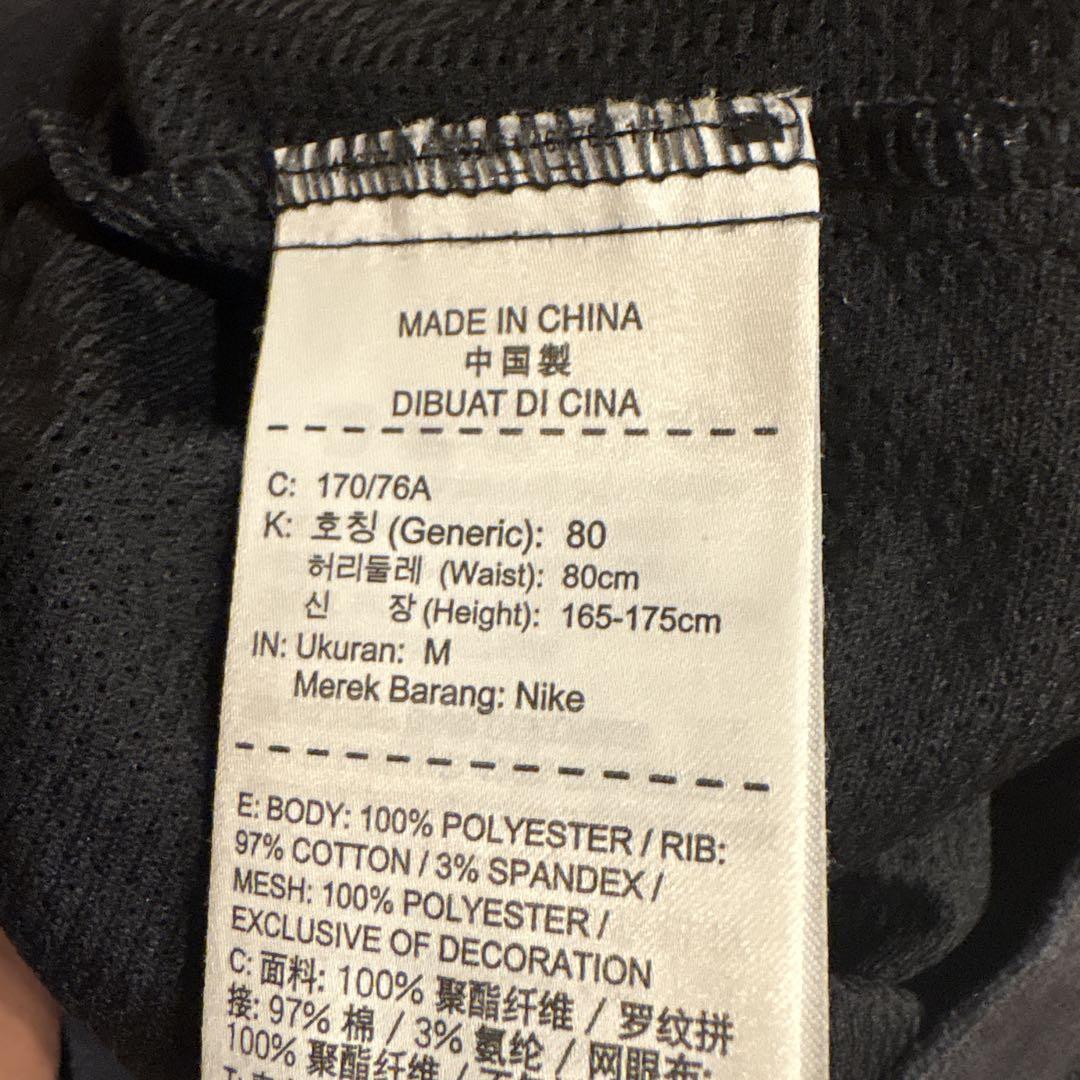 MADE IN CHINA
中国製
DIBUAT DI CINA
C: 170/76A
K: 호칭 (Generic): 80
허리둘레 (Waist): 80cm
신 장 (Height): 165-175cm
IN: Ukuran: M
Merek Barang: Nike
E: BODY: 100% POLYESTER / RIB:
97% COTTON / 3% SPANDEX /
MESH: 100% POLYESTER /
EXCLUSIVE OF DECORATION
C: 面料: 100% 聚酯纤维 / 罗纹拼
接: 97% 棉 / 3% 氨纶 / 网眼布:
100% 聚酯纤维 /